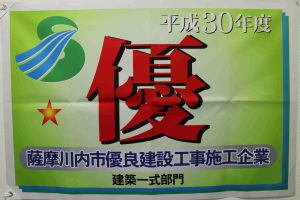 平成30年度
優
薩摩川内市優良建設工事施工企業
建築一式部門